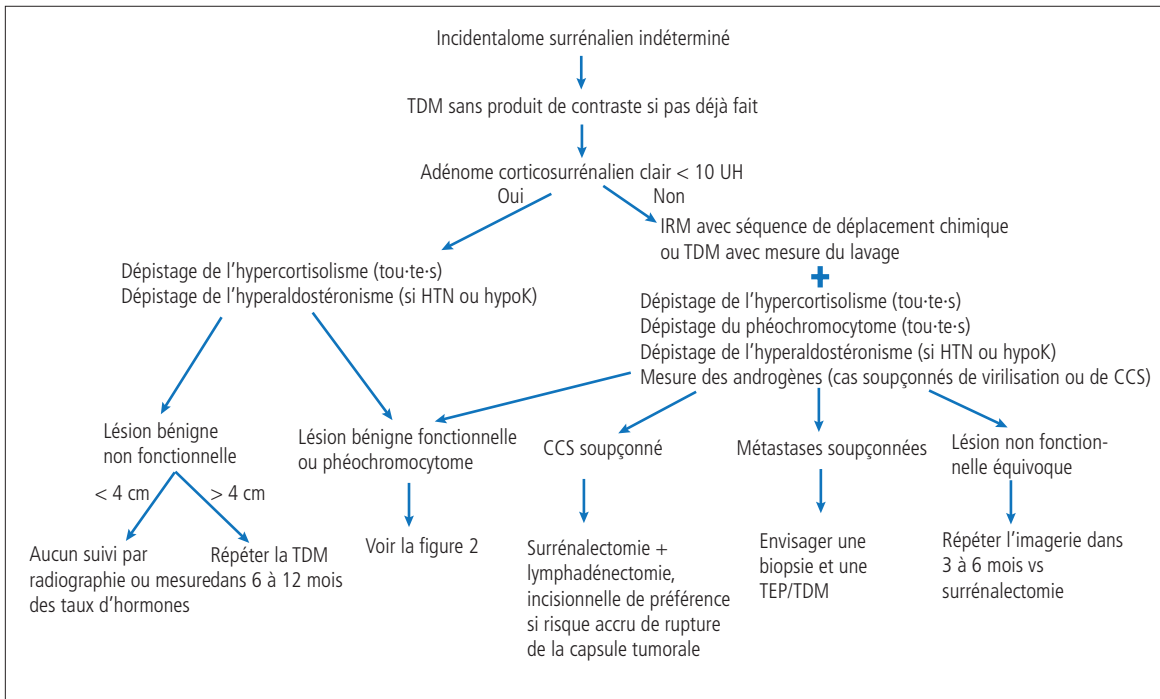 Incidentalome surrénalien indéterminé
TDM sans produit de contraste si pas déjà fait
Adénome corticosurrénalien clair < 10 UH
Oui
Non
IRM avec séquence de déplacement chimique
ou TDM avec mesure du lavage
+
Dépistage de l'hypercortisolisme (tou·te·s)
Dépistage de l'hyperaldostéronisme (si HTN ou hypoK)
Dépistage de l'hypercortisolisme (tou·te·s)
Dépistage du phéochromocytome (tou·te·s)
Dépistage de l'hyperaldostéronisme (si HTN ou hypoK)
Mesure des androgènes (cas soupçonnés de virilisation ou de CCS)
Lésion bénigne
non fonctionnelle
Lésion bénigne fonctionnelle
ou phéochromocytome
CCS soupçonné
Métastases soupçonnées
Lésion non fonction-
nelle équivoque
< 4 cm
> 4 cm
Aucun suivi par
radiographie ou mesure
des taux d'hormones
Répéter la TDM
dans 6 à 12 mois
Voir la figure 2
Surrénalectomie +
lymphadénectomie,
incisionnelle de préférence
si risque accru de rupture
de la capsule tumorale
Envisager une
biopsie et une
TEP/TDM
Répéter l'imagerie dans
3 à 6 mois vs
surrénalectomie